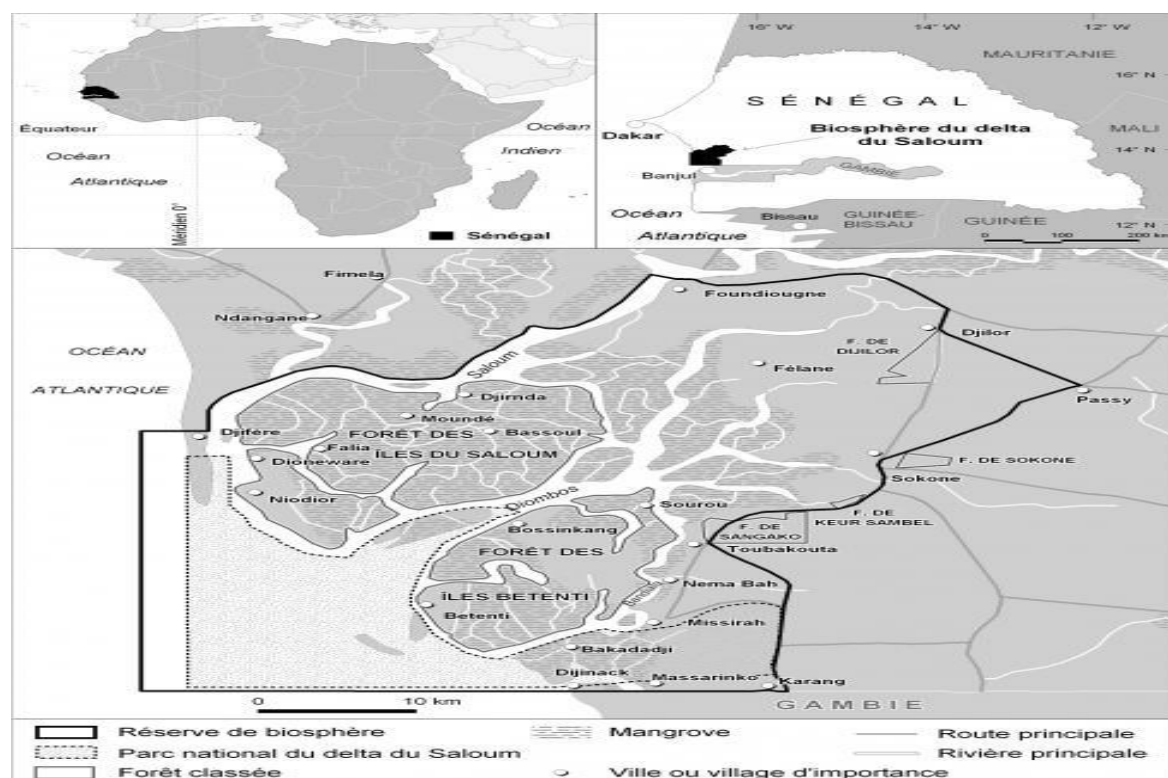 Équateur
Océan
Atlantique
Océan
Indien
Méridien 0°
Sénégal
16° W
14° W
12° W
MAURITANIE
16° N
SÉNÉGAL
Dakar
Biosphère du delta
du Saloum
MALI
14° N
Banjul
GAMBIE
Océan
Atlantique
Bissau
GUINÉE-
BISSAU
GUINÉE
12° N
0 100 200 km
Fimela
Ndangane
Foundiougne
OCÉAN
ATLANTIQUE
Saloum
F. DE
DIJILOR
Djilor
Félane
Passy
Djirnda
Moundé
Djifère
FORÊT DES
Bassoul
Falia
ÎLES DU SALOUM
Dioneware
F. DE SOKONE
Sokone
Niodior
Diombos
Sourou
F. DE
KEUR SAMBEL
Bossinkang
F. DE
SANGAKO
FORÊT DES
Toubakouta
Nema Bah
ÎLES BETENTI
Betenti
Missirah
Bakadadji
Dijinack
Massarinko
Karang
0 10 km
GAMBIE
Réserve de biosphère
Mangrove
Route principale
Parc national du delta du Saloum
Rivière principale
Forêt classée
Ville ou village d'importance